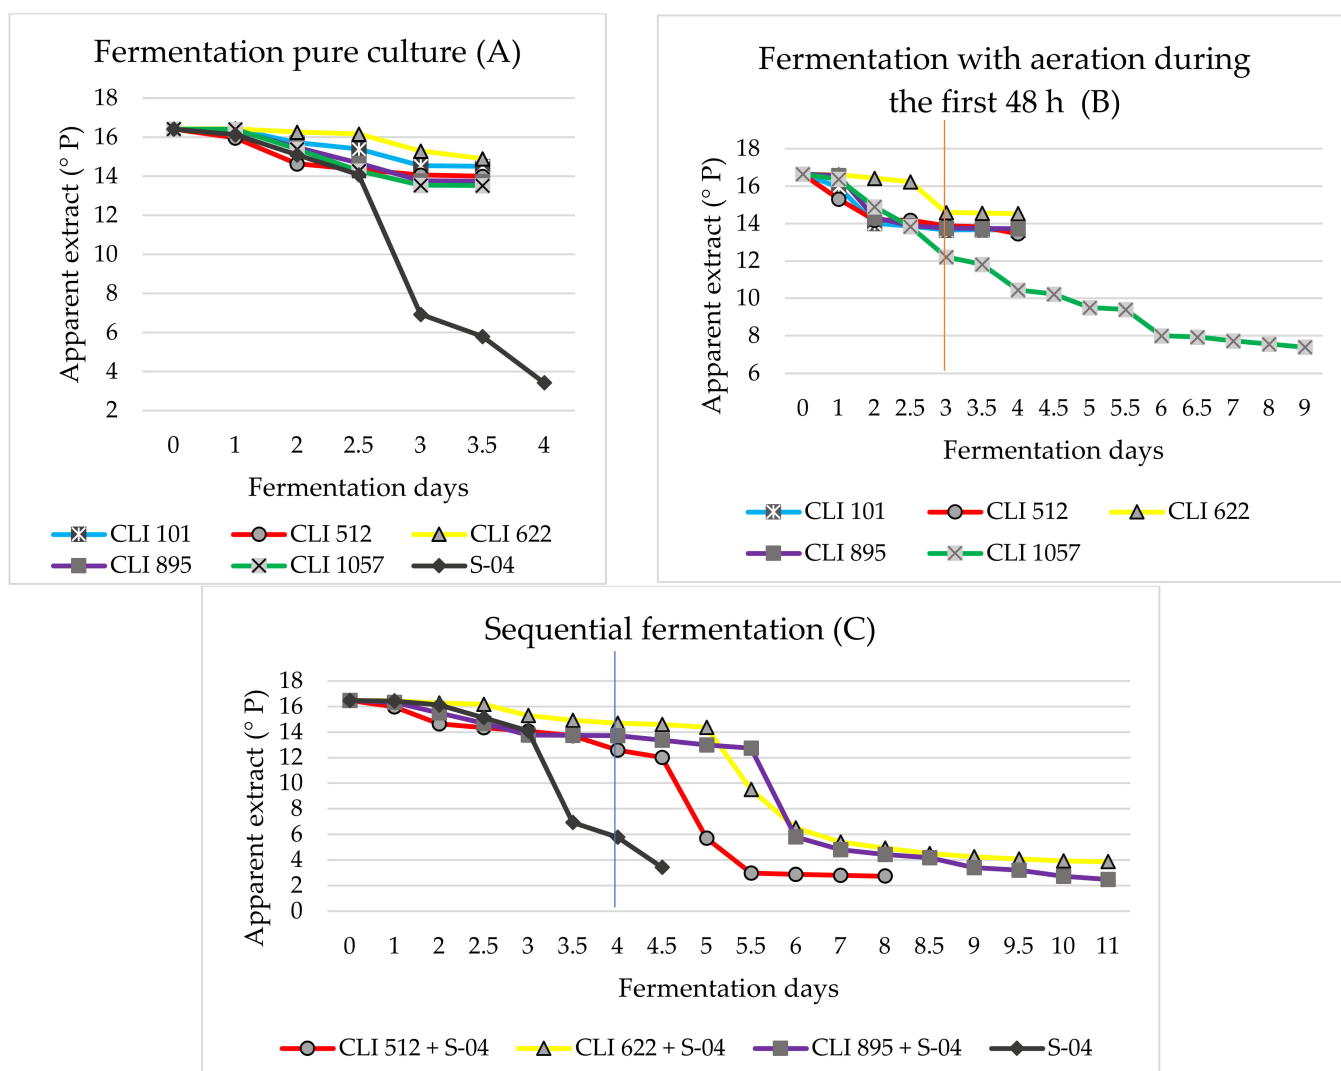 Fermentation pure culture (A)
18
16
14
12
10
8
6
4
2
Apparent extract (° P)
0 1 2 2.5 3 3.5 4
Fermentation days
CLI 101 CLI 512 CLI 622
CLI 895 CLI 1057 S-04
Fermentation with aeration during
the first 48 h (B)
18
16
14
12
10
8
6
Apparent extract (° P)
0 1 2 2.5 3 3.5 4 4.5 5 5.5 6 6.5 7 8 9
Fermentation days
CLI 101 CLI 512 CLI 622
CLI 895 CLI 1057
Sequential fermentation (C)
18
16
14
12
10
8
6
4
2
0
Apparent extract (° P)
0 1 2 2.5 3 3.5 4 4.5 5 5.5 6 7 8 8.5 9 9.5 10 11
Fermentation days
CLI 512 + S-04 CLI 622 + S-04 CLI 895 + S-04 S-04